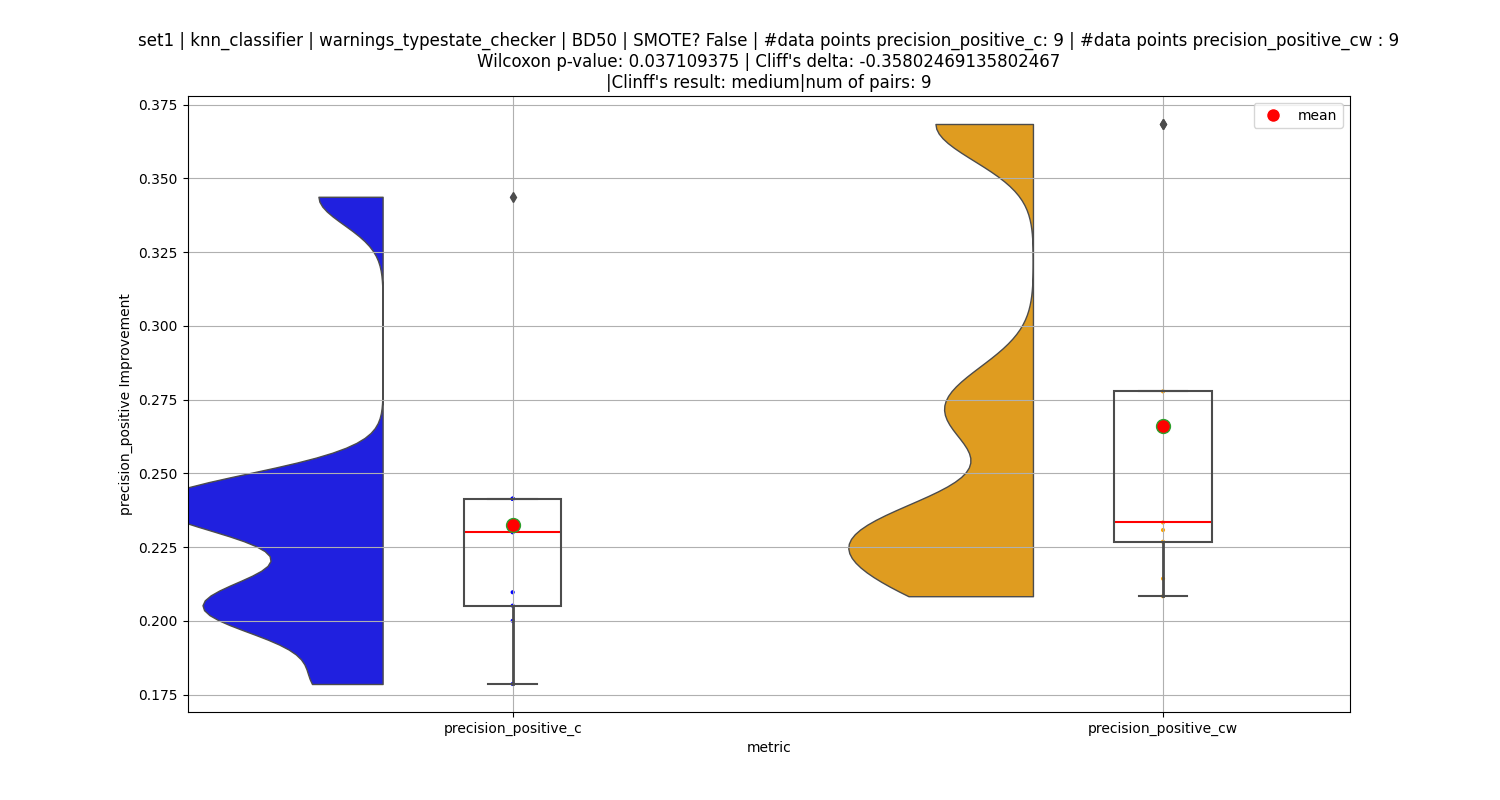 set1 | knn_classifier | warnings_typestate_checker | BD50 | SMOTE? False | #data points precision_positive_c: 9 | #data points precision_positive_cw : 9
Wilcoxon p-value: 0.037109375 | Cliff's delta: -0.35802469135802467
|Clinff's result: medium|num of pairs: 9
mean
0.375
0.350
0.325
0.300
0.275
0.250
0.225
0.200
0.175
precision_positive Improvement
precision_positive_c
precision_positive_cw
metric